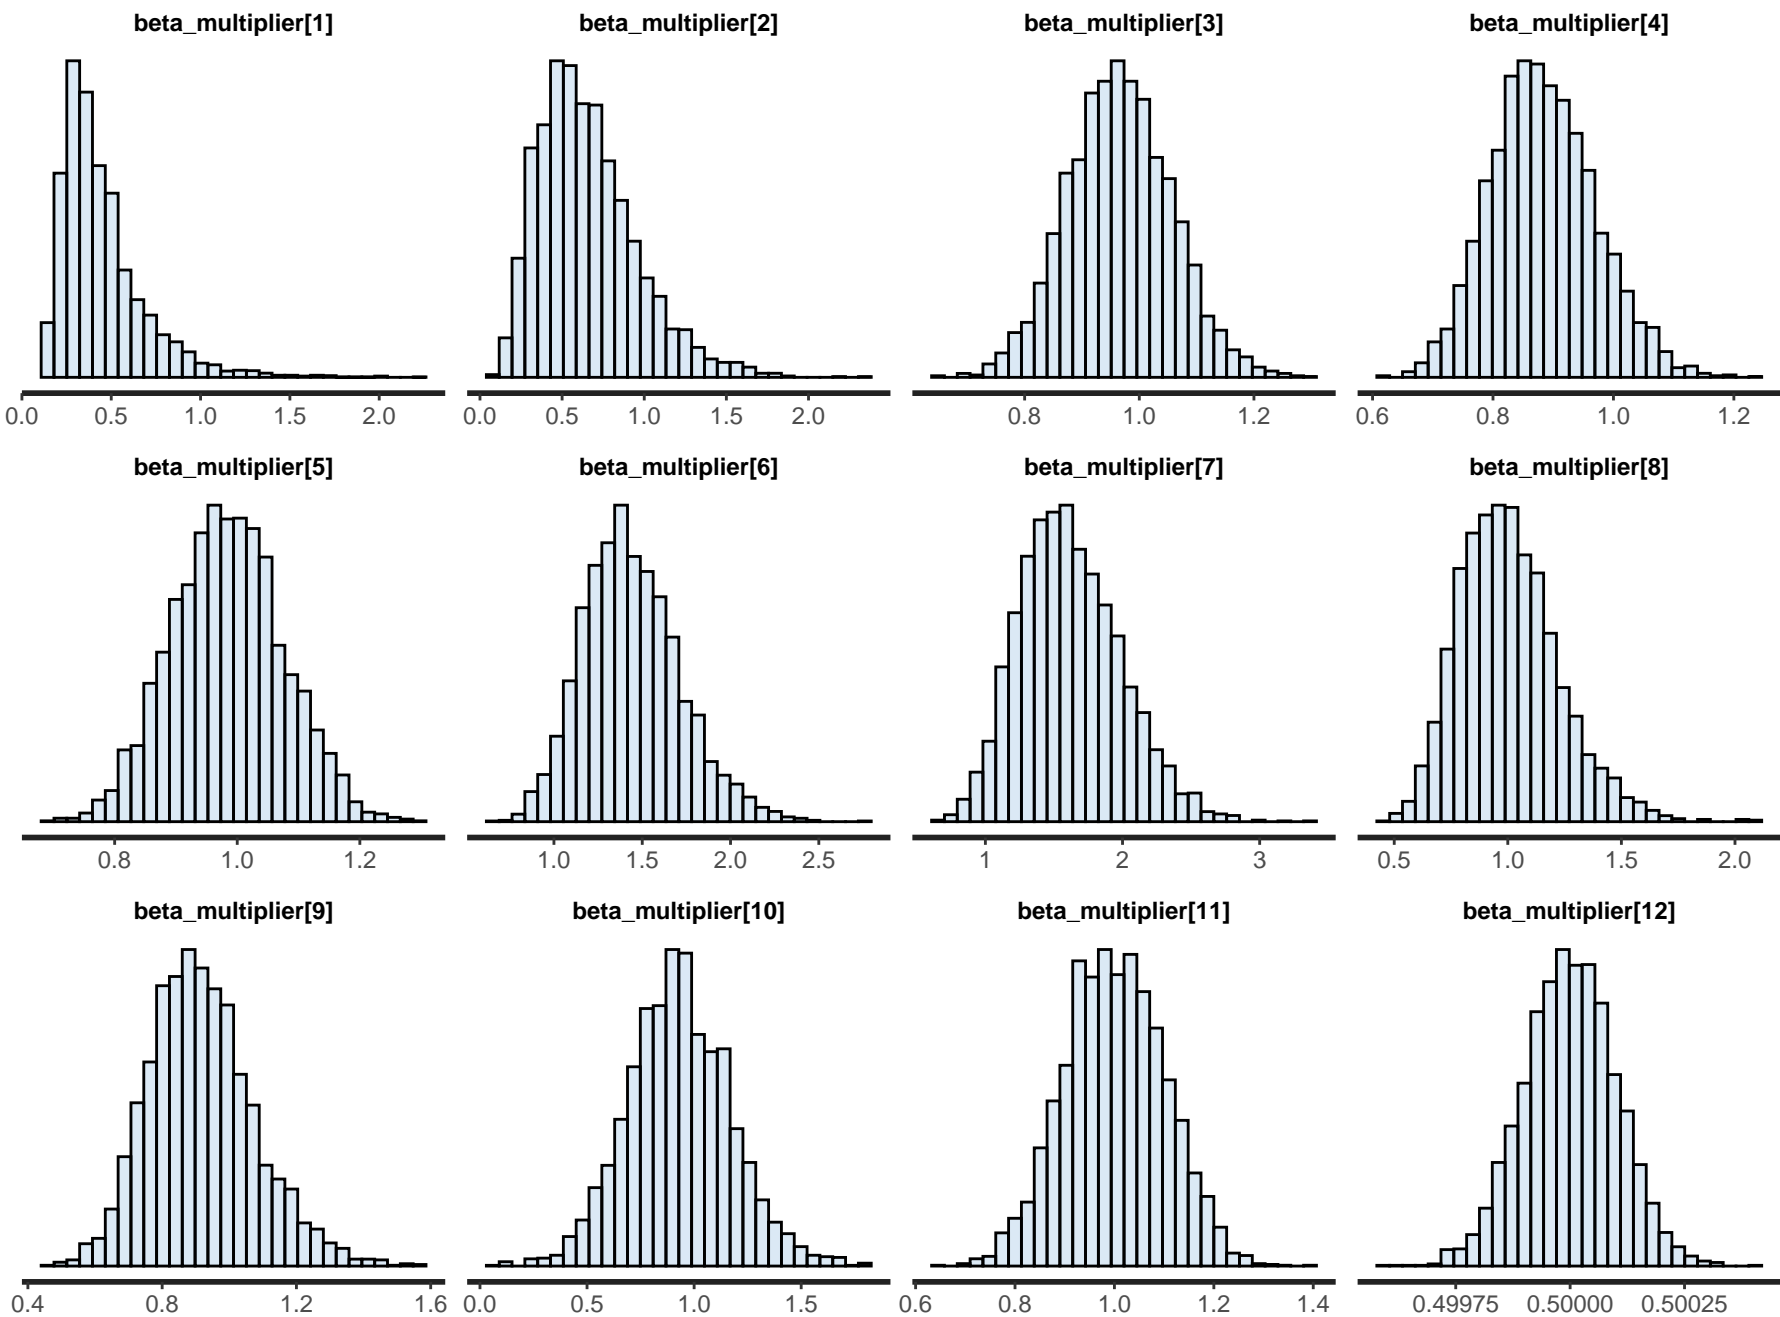 beta_multiplier[1] beta_multiplier[2] beta_multiplier[3] beta_multiplier[4]
0.0 0.5 1.0 1.5 2.0 0.0 0.5 1.0 1.5 2.0 0.8 1.0 1.2 0.6 0.8 1.0 1.2
beta_multiplier[5] beta_multiplier[6] beta_multiplier[7] beta_multiplier[8]
0.8 1.0 1.2 1.0 1.5 2.0 2.5 1 2 3 0.5 1.0 1.5 2.0
beta_multiplier[9] beta_multiplier[10] beta_multiplier[11] beta_multiplier[12]
0.4 0.8 1.2 1.6 0.0 0.5 1.0 1.5 0.6 0.8 1.0 1.2 1.4 0.49975 0.50000 0.50025